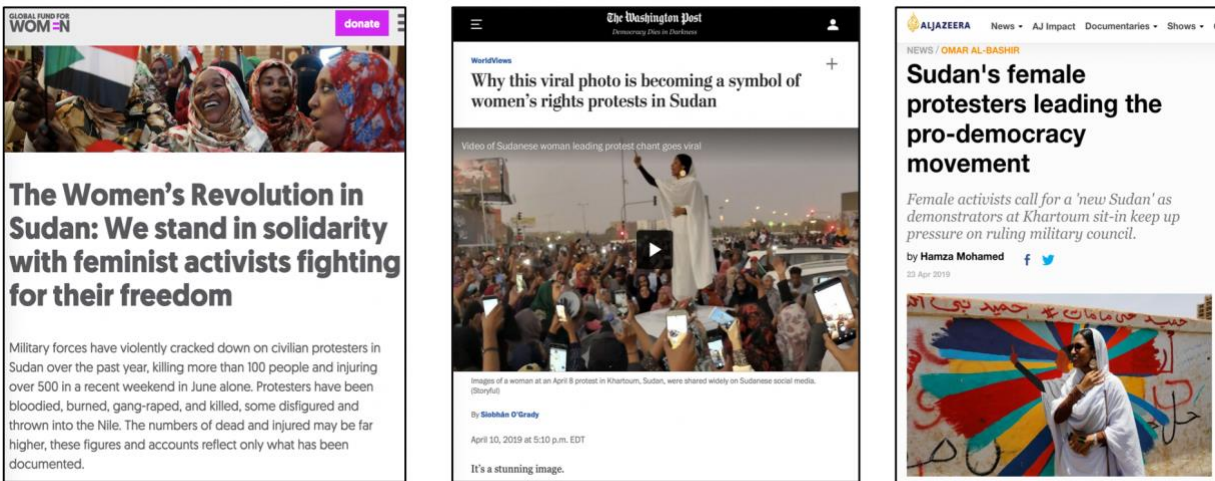 GLOBAL FUND FOR
WOMEN
donate
The Women's Revolution in
Sudan: We stand in solidarity
with feminist activists fighting
for their freedom
Military forces have violently cracked down on civilian protesters in
Sudan over the past year, killing more than 100 people and injuring
over 500 in a recent weekend in June alone. Protesters have been
bloodied, burned, gang-raped, and killed, some disfigured and
thrown into the Nile. The numbers of dead and injured may be far
higher, these figures and accounts reflect only what has been
documented.
The Washington Post
Democracy Dies in Darkness
WorldViews
Why this viral photo is becoming a symbol of
women's rights protests in Sudan
Video of Sudanese woman leading protest chant goes viral
Images of a woman at an April 8 protest in Khartoum, Sudan, were shared widely on Sudanese social media.
(Storyful)
By Siobhán O'Grady
April 10, 2019 at 5:10 p.m. EDT
It's a stunning image.
ALJAZEERA News AJ Impact Documentaries Shows
NEWS / OMAR AL-BASHIR
Sudan's female
protesters leading the
pro-democracy
movement
Female activists call for a 'new Sudan' as
demonstrators at Khartoum sit-in keep up
pressure on ruling military council.
by Hamza Mohamed
23 Apr 2019